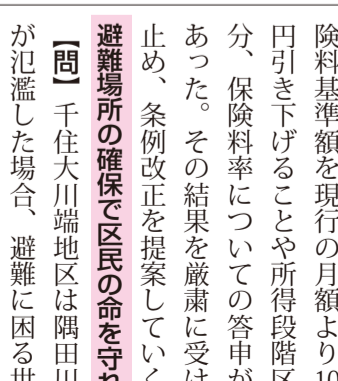 険料基準額を現行の月額より10
円引き下げることや所得段階区
分、保険料率についての答申が
あった。その結果を厳粛に受け
止め、条例改正を提案していく
避難場所の確保で区民の命を守れ
【問】千住大川端地区は隅田川
が氾濫した場合、避難に困る世